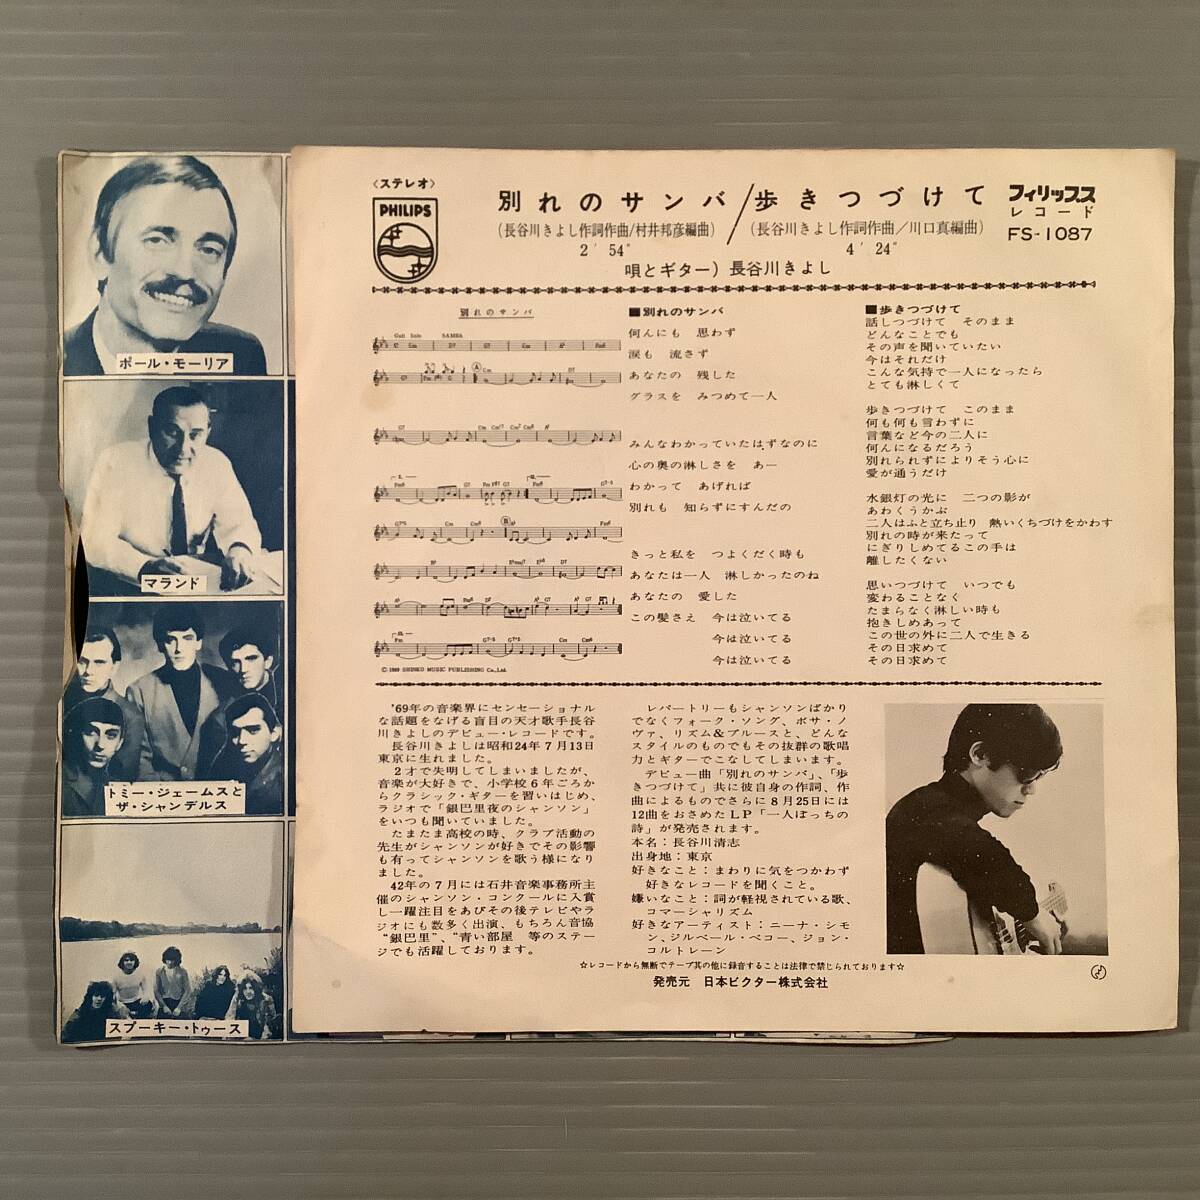 〈ステレオ〉
PHILIPS
別れのサンバ/歩きつづけて
(長谷川きよし作詞作曲/村井邦彦編曲)
2′54″
(長谷川きよし作詞作曲/川口真編曲)
4′24″
唄とギター) 長谷川きよし
フィリップス
レコード
FS-1087
別れのサンバ
Guit Solo SAMBA
©1969 SHINKO MUSIC PUBLISHING Co., Ltd.
■別れのサンバ
何んにも 思わず
涙も 流さず
あなたの 残した
グラスを みつめて一人
みんなわかっていたはずなのに
心の奥の淋しさを あー
わかって あげれば
別れも 知らずにすんだの
きっと私を つよくだく時も
あなたは一人 淋しかったのね
あなたの 愛した
この髪さえ 今は泣いてる
今は泣いてる
今は泣いてる
■歩きつづけて
話しつづけて そのまま
どんなことでも
その声を聞いていたい
今はそれだけ
こんな気持で一人になったら
とても淋しくて
歩きつづけて このまま
何も何も言わずに
言葉など今の二人に
何んになるだろう
別れられずによりそう心に
愛が通うだけ
水銀灯の光に 二つの影が
あわくうかぶ
二人はふと立ち止り 熱いくちづけをかわす
別れの時が来たって
にぎりしめてるこの手は
離したくない
思いつづけて いつでも
変わることなく
たまらなく淋しい時も
抱きしめあって
この世の外に二人で生きる
その日求めて
その日求めて
'69年の音楽界にセンセーショナル
な話題をなげる盲目の天才歌手長谷
川きよしのデビュー・レコードです。
長谷川きよしは昭和24年7月13日
東京に生れました。
2才で失明してしまいましたが、
音楽が大好きで、小学校6年ごろか
らクラシック・ギターを習いはじめ、
ラジオで「銀巴里夜のシャンソン」
をいつも聞いていました。
たまたま高校の時、クラブ活動の
先生がシャンソンが好きでその影響
も有ってシャンソンを歌う様になり
ました。
42年の7月には石井音楽事務所主
催のシャンソン・コンクールに入賞
し一躍注目をあびその後テレビやラ
ジオにも数多く出演、もちろん音協
“銀巴里”、“青い部屋 等のステー
ジでも活躍しております。
レパートリーもシャンソンばかり
でなくフォーク・ソング、ボサ・ノ
ヴァ、リズム&ブルースと、どんな
スタイルのものでもその抜群の歌唱
力とギターでこなしてしまいます。
デビュー曲「別れのサンバ」、「歩
きつづけて」共に彼自身の作詞、作
曲によるものでさらに8月25日には
12曲をおさめたLP「一人ぼっちの
詩」が発売されます。
本名:長谷川清志
出身地:東京
好きなこと:まわりに気をつかわず
好きなレコードを聞くこと。
嫌いなこと:詞が軽視されている歌、
コマーシャリズム
好きなアーティスト:ニーナ・シモ
ン、ジルベール・ベコー、ジョン・
コルトレーン
☆レコードから無断でテープ其の他に録音することは法律で禁じられております☆
発売元 日本ビクター株式会社
ポール・モーリア
マランド
トミー・ジェームスと
ザ・シャンデルス
スプーキー・トゥース